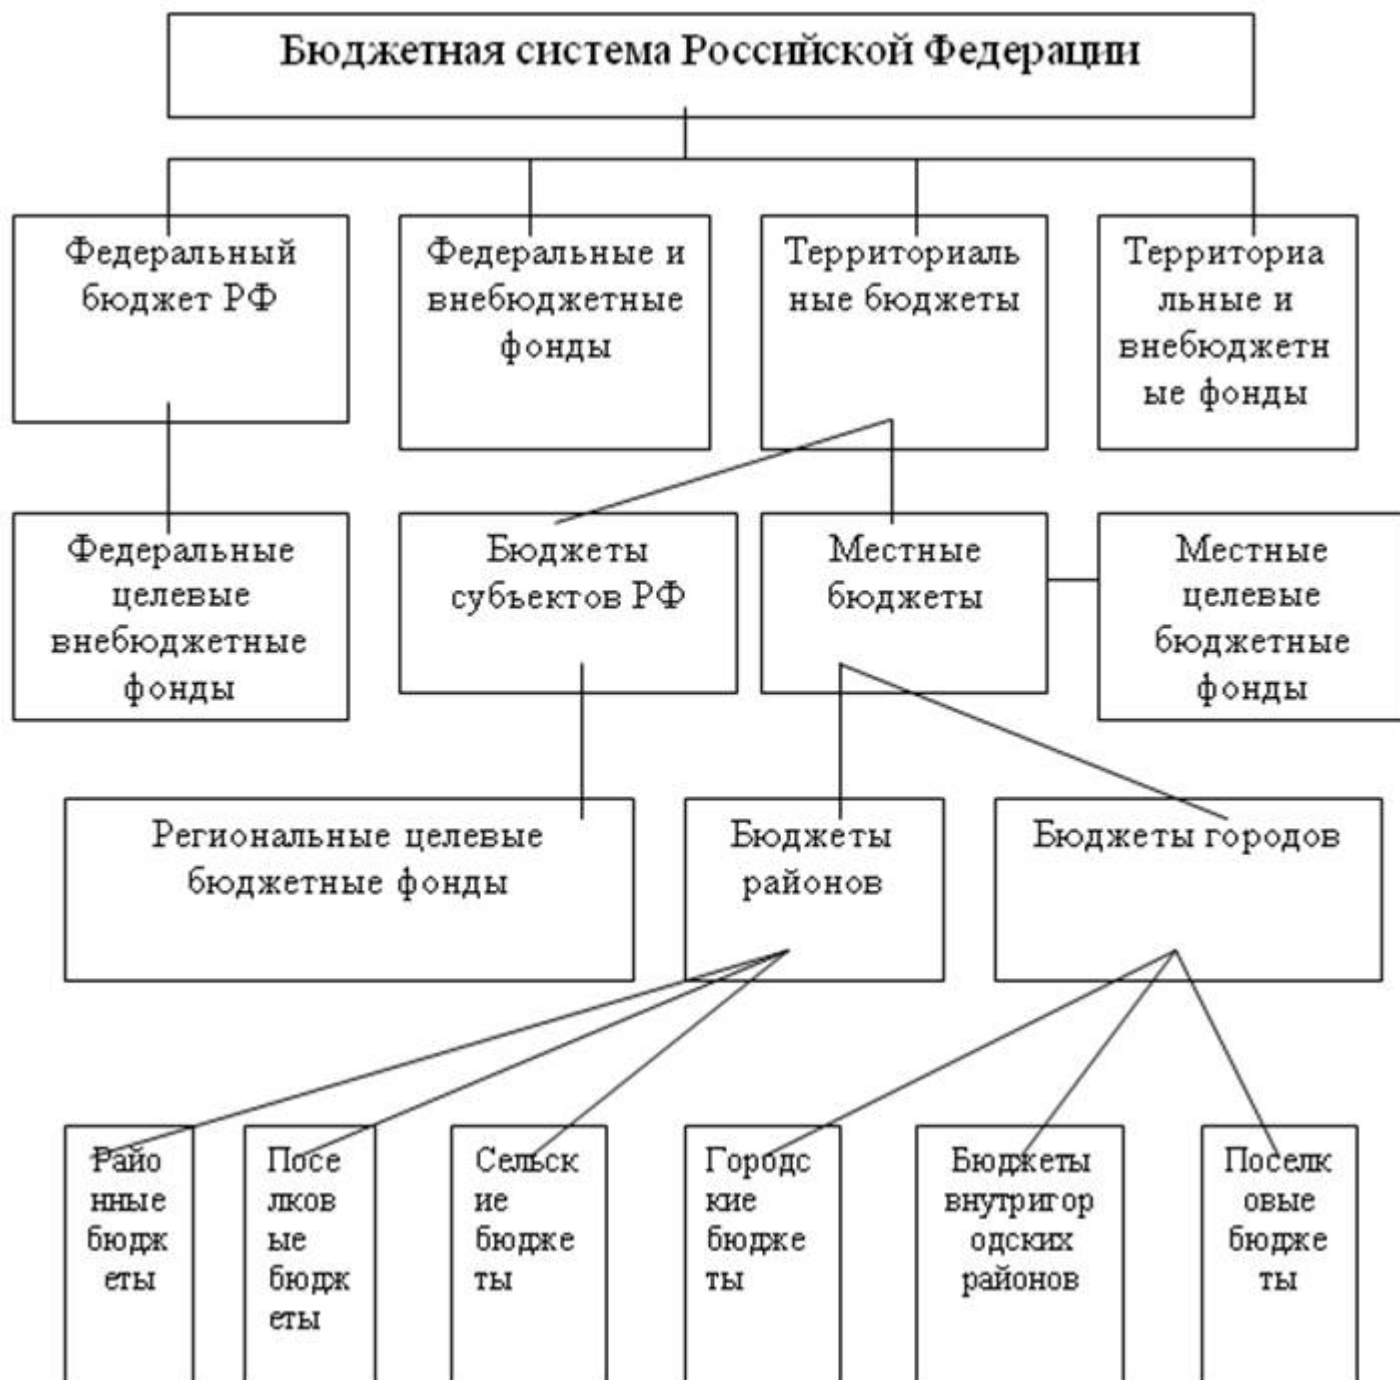 Бюджетная система Российской Федерации
Федеральный
бюджет РФ
Федеральные и
внебюджетные
фонды
Территориаль
ные бюджеты
Территориа
льные и
внебюджетн
ые фонды
Федеральные
целевые
внебюджетные
фонды
Бюджеты
субъектов РФ
Местные
бюджеты
Местные
целевые
бюджетные
фонды
Региональные целевые
бюджетные фонды
Бюджеты
районов
Бюджеты городов
Райо
нные
бюдж
еты
Посе
лков
ые
бюдж
еты
Сельск
ие
бюдже
ты
Городс
кие
бюдже
ты
Бюджеты
внутригор
одских
районов
Поселк
овые
бюдже
ты